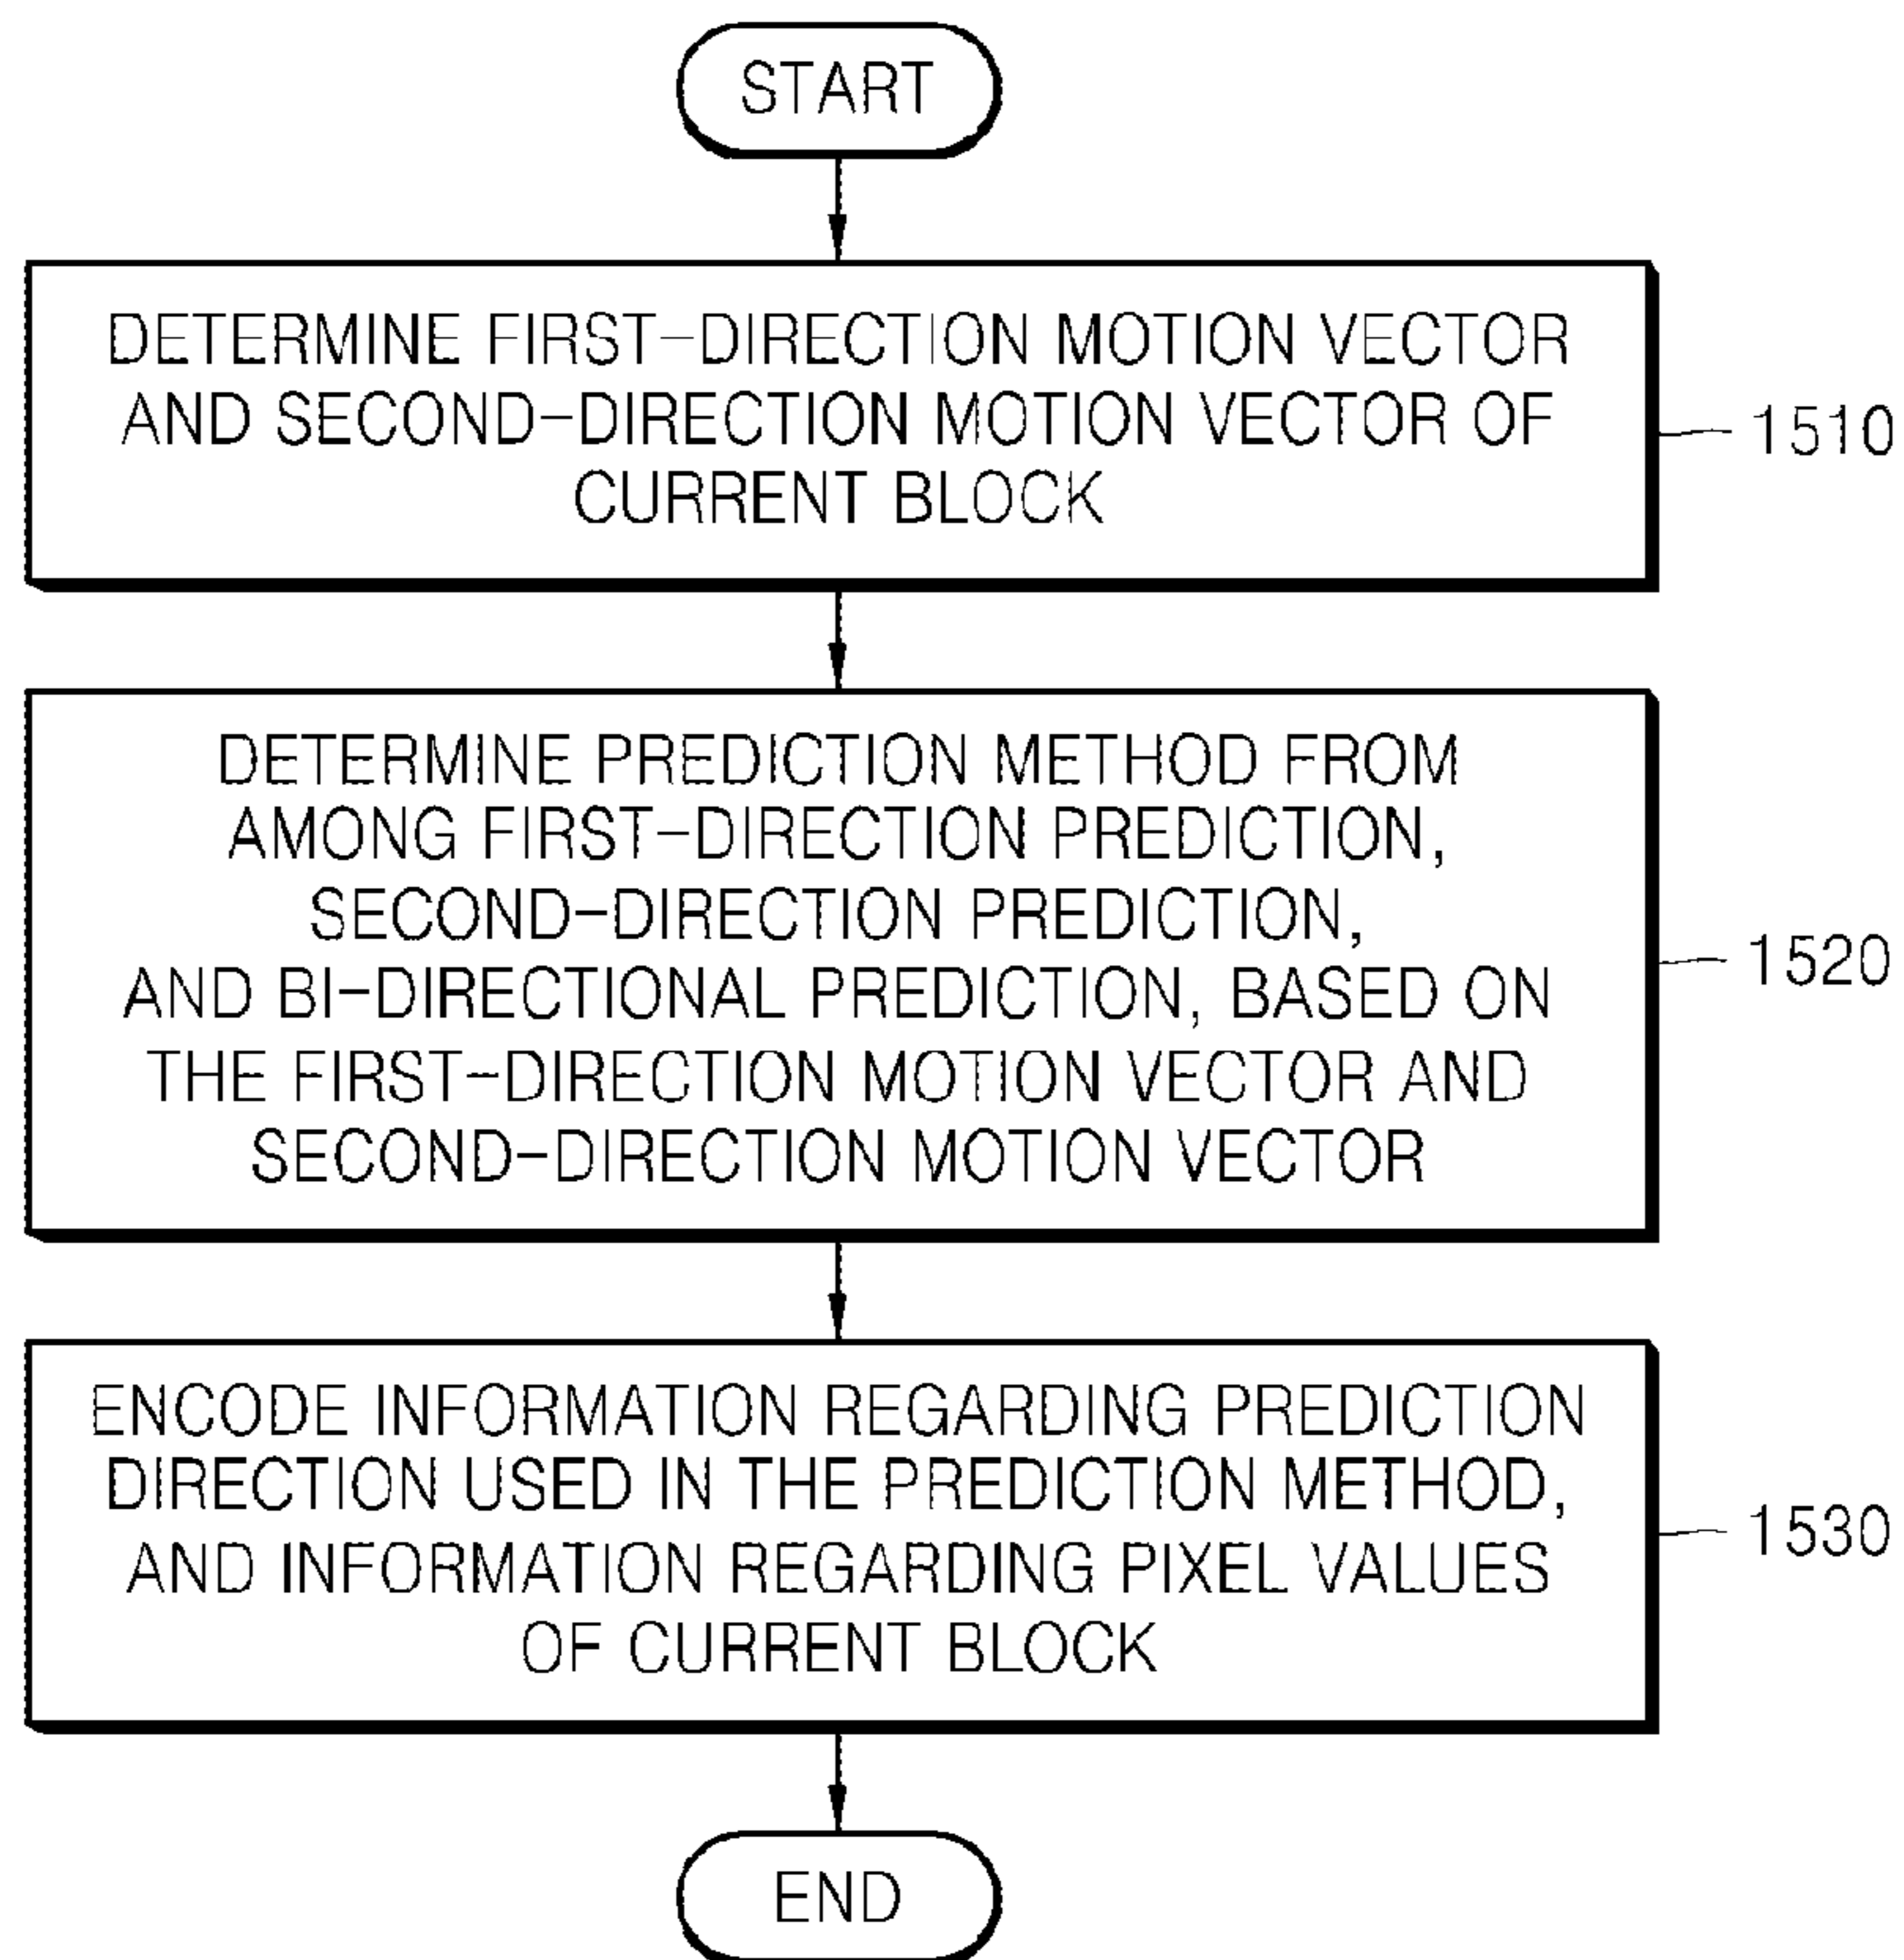 START
DETERMINE FIRST-DIRECTION MOTION VECTOR
AND SECOND-DIRECTION MOTION VECTOR OF
CURRENT BLOCK
1510
DETERMINE PREDICTION METHOD FROM
AMONG FIRST-DIRECTION PREDICTION,
SECOND-DIRECTION PREDICTION,
AND BI-DIRECTIONAL PREDICTION, BASED ON
THE FIRST-DIRECTION MOTION VECTOR AND
SECOND-DIRECTION MOTION VECTOR
1520
ENCODE INFORMATION REGARDING PREDICTION
DIRECTION USED IN THE PREDICTION METHOD,
AND INFORMATION REGARDING PIXEL VALUES
OF CURRENT BLOCK
1530
END